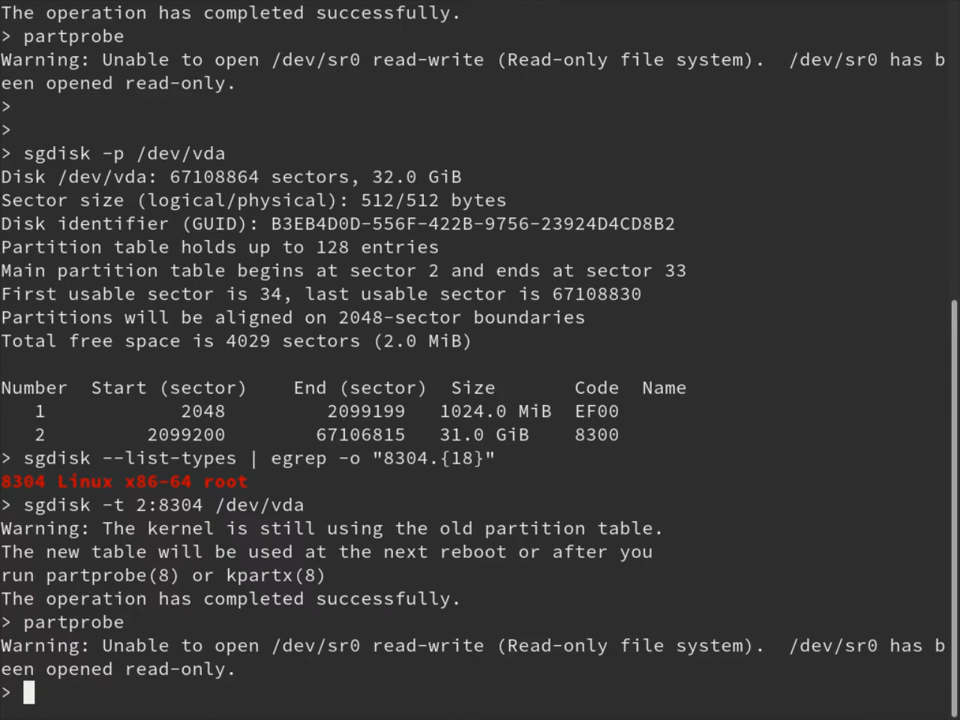 The operation has completed successfully.
> partprobe
Warning: Unable to open /dev/sr0 read-write (Read-only file system).  /dev/sr0 has b
een opened read-only.
>
>
> sgdisk -p /dev/vda
Disk /dev/vda: 67108864 sectors, 32.0 GiB
Sector size (logical/physical): 512/512 bytes
Disk identifier (GUID): B3EB4D0D-556F-422B-9756-23924D4CD8B2
Partition table holds up to 128 entries
Main partition table begins at sector 2 and ends at sector 33
First usable sector is 34, last usable sector is 67108830
Partitions will be aligned on 2048-sector boundaries
Total free space is 4029 sectors (2.0 MiB)
Number  Start (sector)    End (sector)  Size       Code  Name
   1            2048         2099199   1024.0 MiB  EF00
   2         2099200        67106815   31.0 GiB    8300
> sgdisk --list-types | egrep -o "8304.{18}"
8304 Linux x86-64 root
> sgdisk -t 2:8304 /dev/vda
Warning: The kernel is still using the old partition table.
The new table will be used at the next reboot or after you
run partprobe(8) or kpartx(8)
The operation has completed successfully.
> partprobe
Warning: Unable to open /dev/sr0 read-write (Read-only file system).  /dev/sr0 has b
een opened read-only.
>